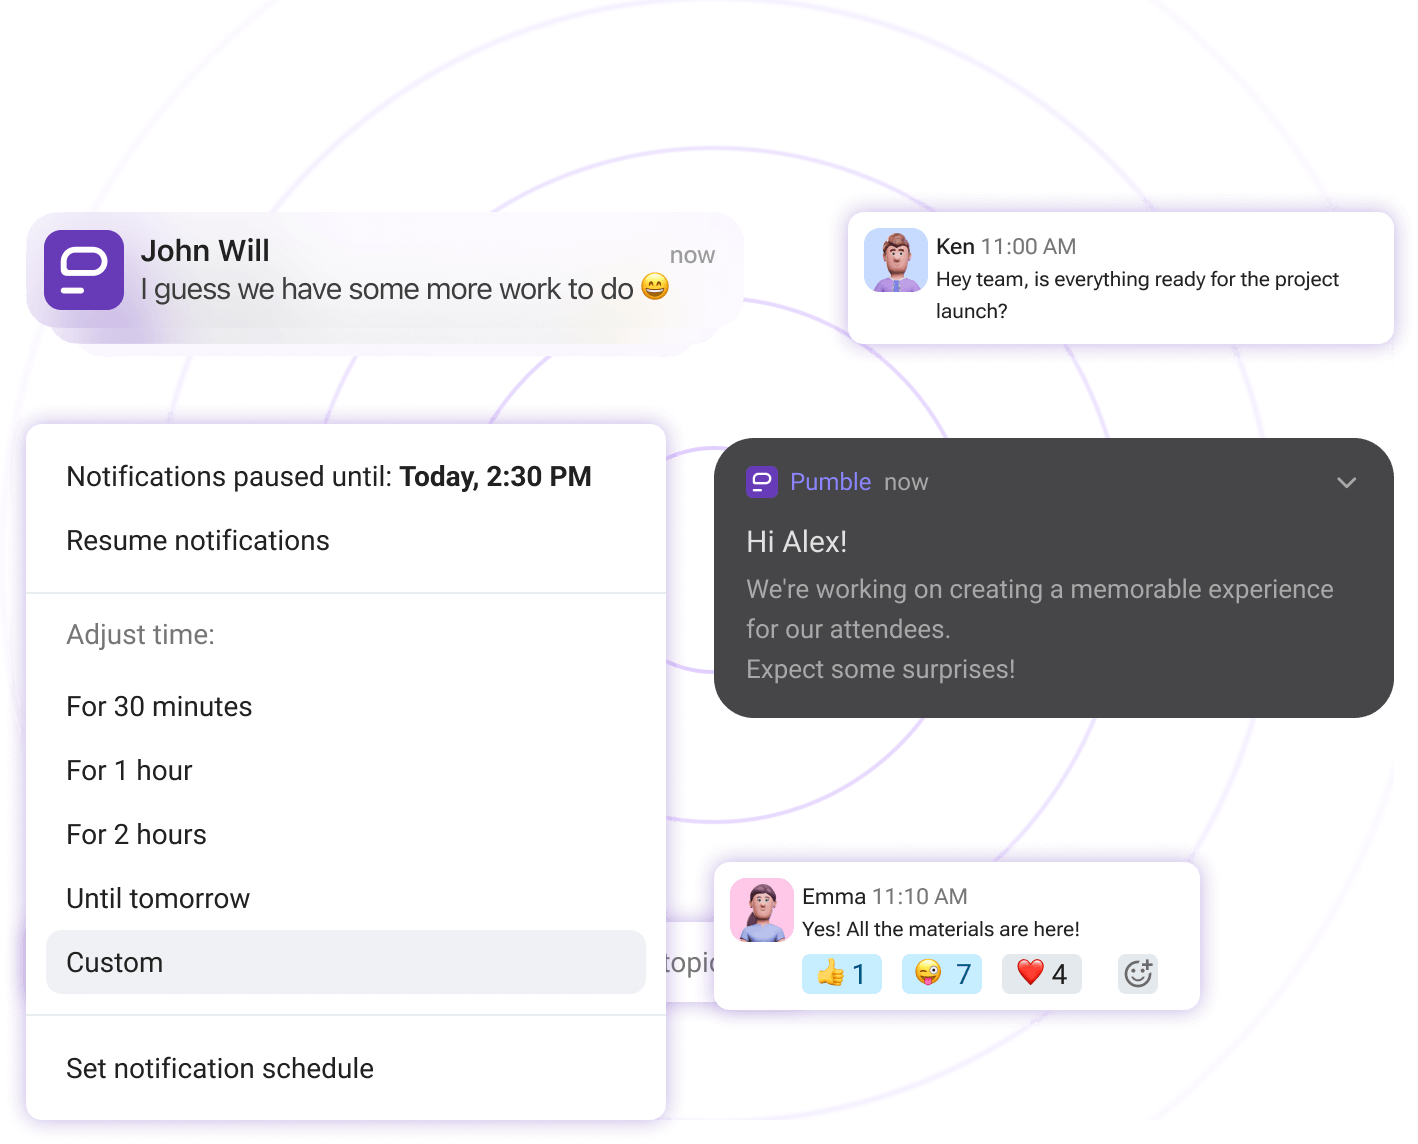 John Will
now
I guess we have some more work to do 😄
Ken 11:00 AM
Hey team, is everything ready for the project
launch?
Notifications paused until: Today, 2:30 PM
Resume notifications
Adjust time:
For 30 minutes
For 1 hour
For 2 hours
Until tomorrow
Custom
Set notification schedule
Pumble now
Hi Alex!
We're working on creating a memorable experience
for our attendees.
Expect some surprises!
Emma 11:10 AM
Yes! All the materials are here!
👍 1 😜 7 ❤️ 4